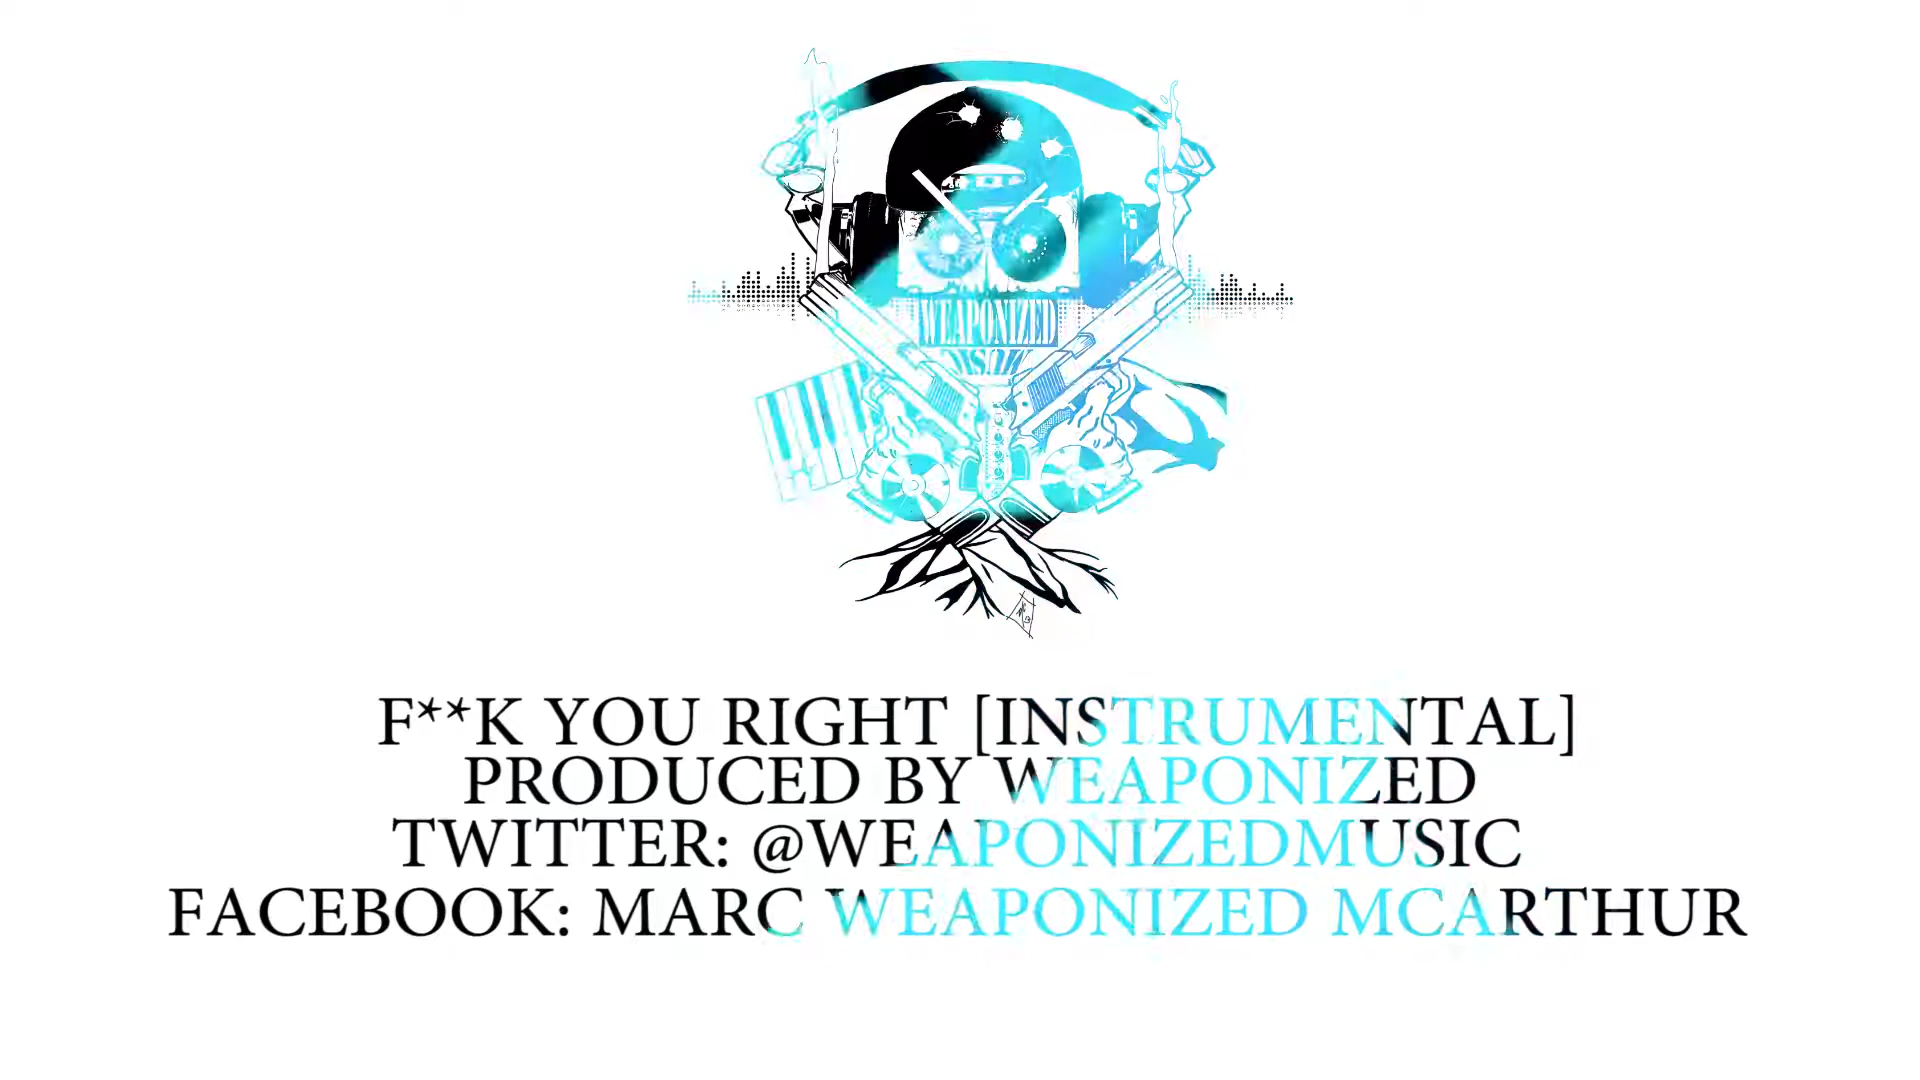 WEAPONIZED
F**K YOU RIGHT [INSTRUMENTAL]
PRODUCED BY WEAPONIZED
TWITTER: @WEAPONIZEDMUSIC
FACEBOOK: MARC WEAPONIZED MCARTHUR